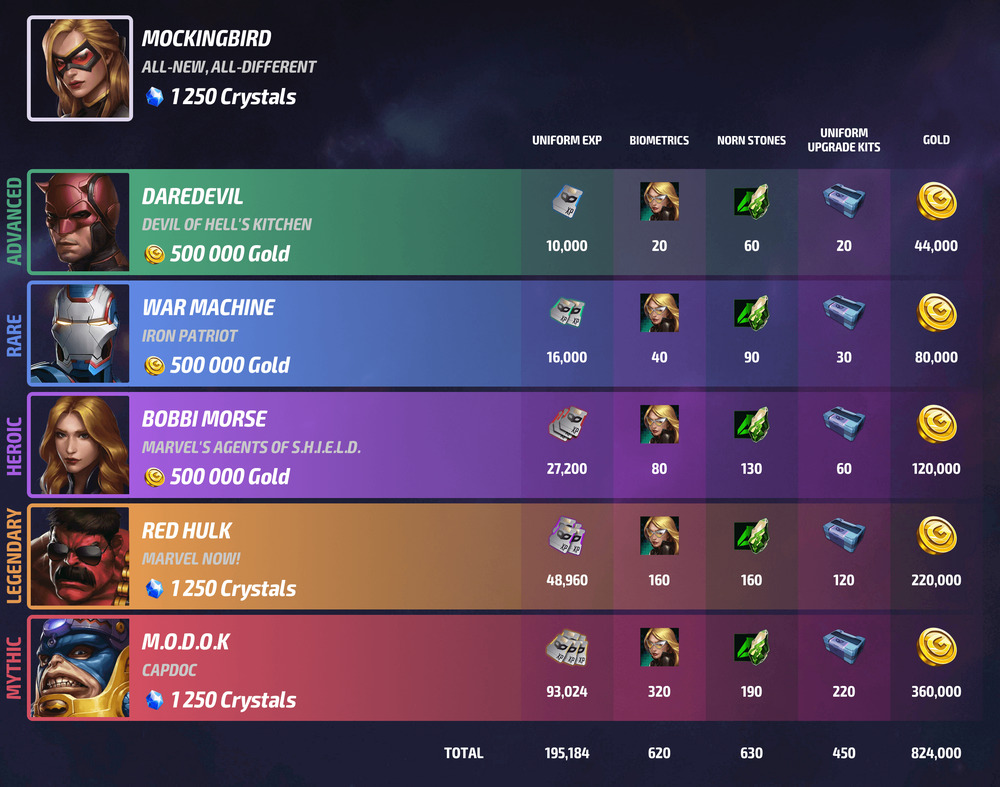 MOCKINGBIRD
ALL-NEW, ALL-DIFFERENT
1 250 Crystals
UNIFORM EXP BIOMETRICS NORN STONES UNIFORM UPGRADE KITS GOLD
ADVANCED
DAREDEVIL
DEVIL OF HELL'S KITCHEN
500 000 Gold
10,000 20 60 20 44,000
RARE
WAR MACHINE
IRON PATRIOT
500 000 Gold
16,000 40 90 30 80,000
HEROIC
BOBBI MORSE
MARVEL'S AGENTS OF S.H.I.E.L.D.
500 000 Gold
27,200 80 130 60 120,000
LEGENDARY
RED HULK
MARVEL NOW!
1 250 Crystals
48,960 160 160 120 220,000
MYTHIC
M.O.D.O.K
CAPDOC
1 250 Crystals
93,024 320 190 220 360,000
TOTAL 195,184 620 630 450 824,000